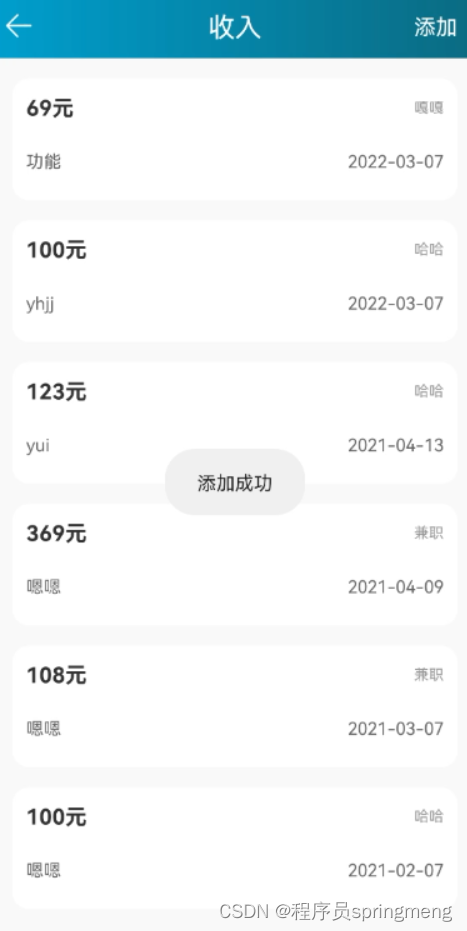 收入
添加
69元
嘎嘎
功能
2022-03-07
100元
哈哈
yhjj
2022-03-07
123元
哈哈
yui
2021-04-13
添加成功
369元
兼职
嗯嗯
2021-04-09
108元
兼职
嗯嗯
2021-03-07
100元
哈哈
嗯嗯
2021-02-07
CSDN @程序员springmeng